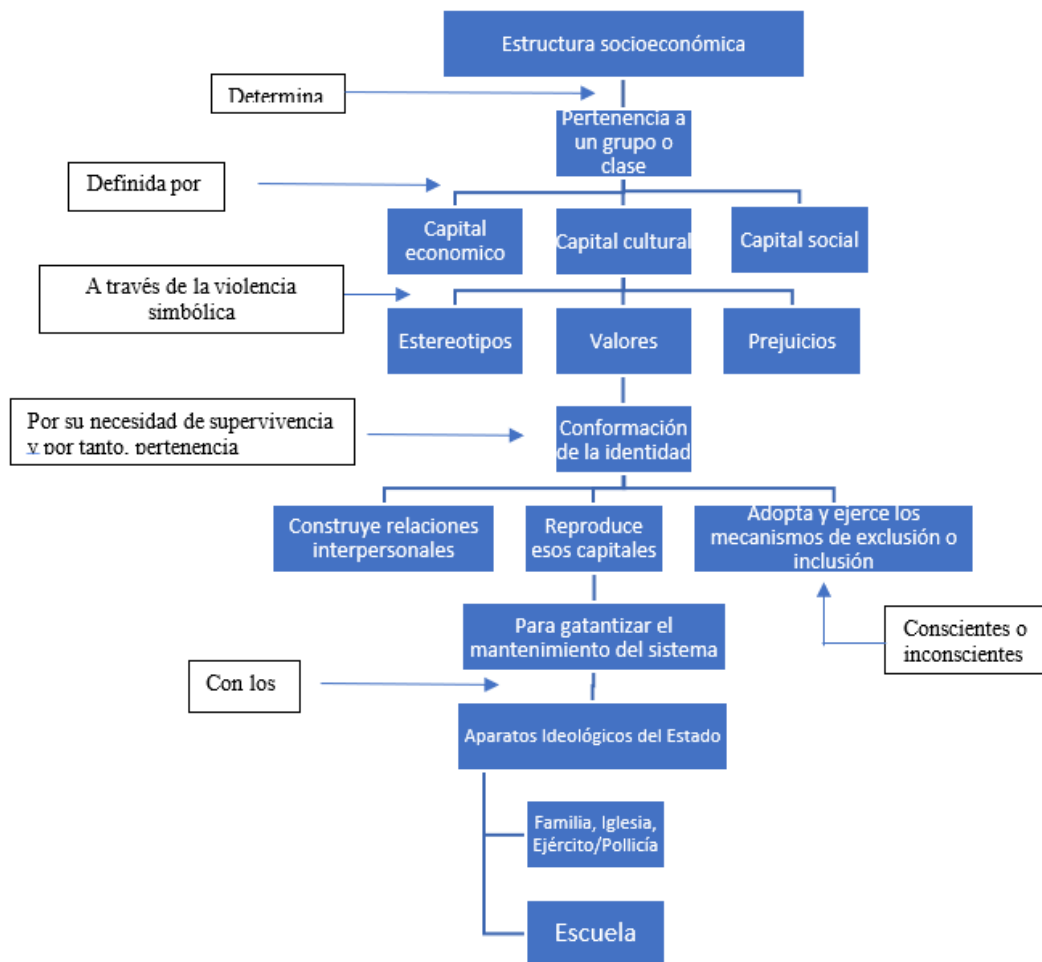 Estructura socioeconómica
Determina
Pertenencia a
un grupo o
clase
Definida por
Capital
economico
Capital cultural
Capital social
A través de la violencia
simbólica
Estereotipos
Valores
Prejuicios
Por su necesidad de supervivencia
y por tanto, pertenencia
Conformación
de la identidad
Construye relaciones
interpersonales
Reproduce
esos capitales
Adopta y ejerce los
mecanismos de exclusión o
inclusión
Para gatantizar el
mantenimiento del sistema
Conscientes o
inconscientes
Con los
Aparatos Ideológicos del Estado
Familia, Iglesia,
Ejército/Pollicía
Escuela